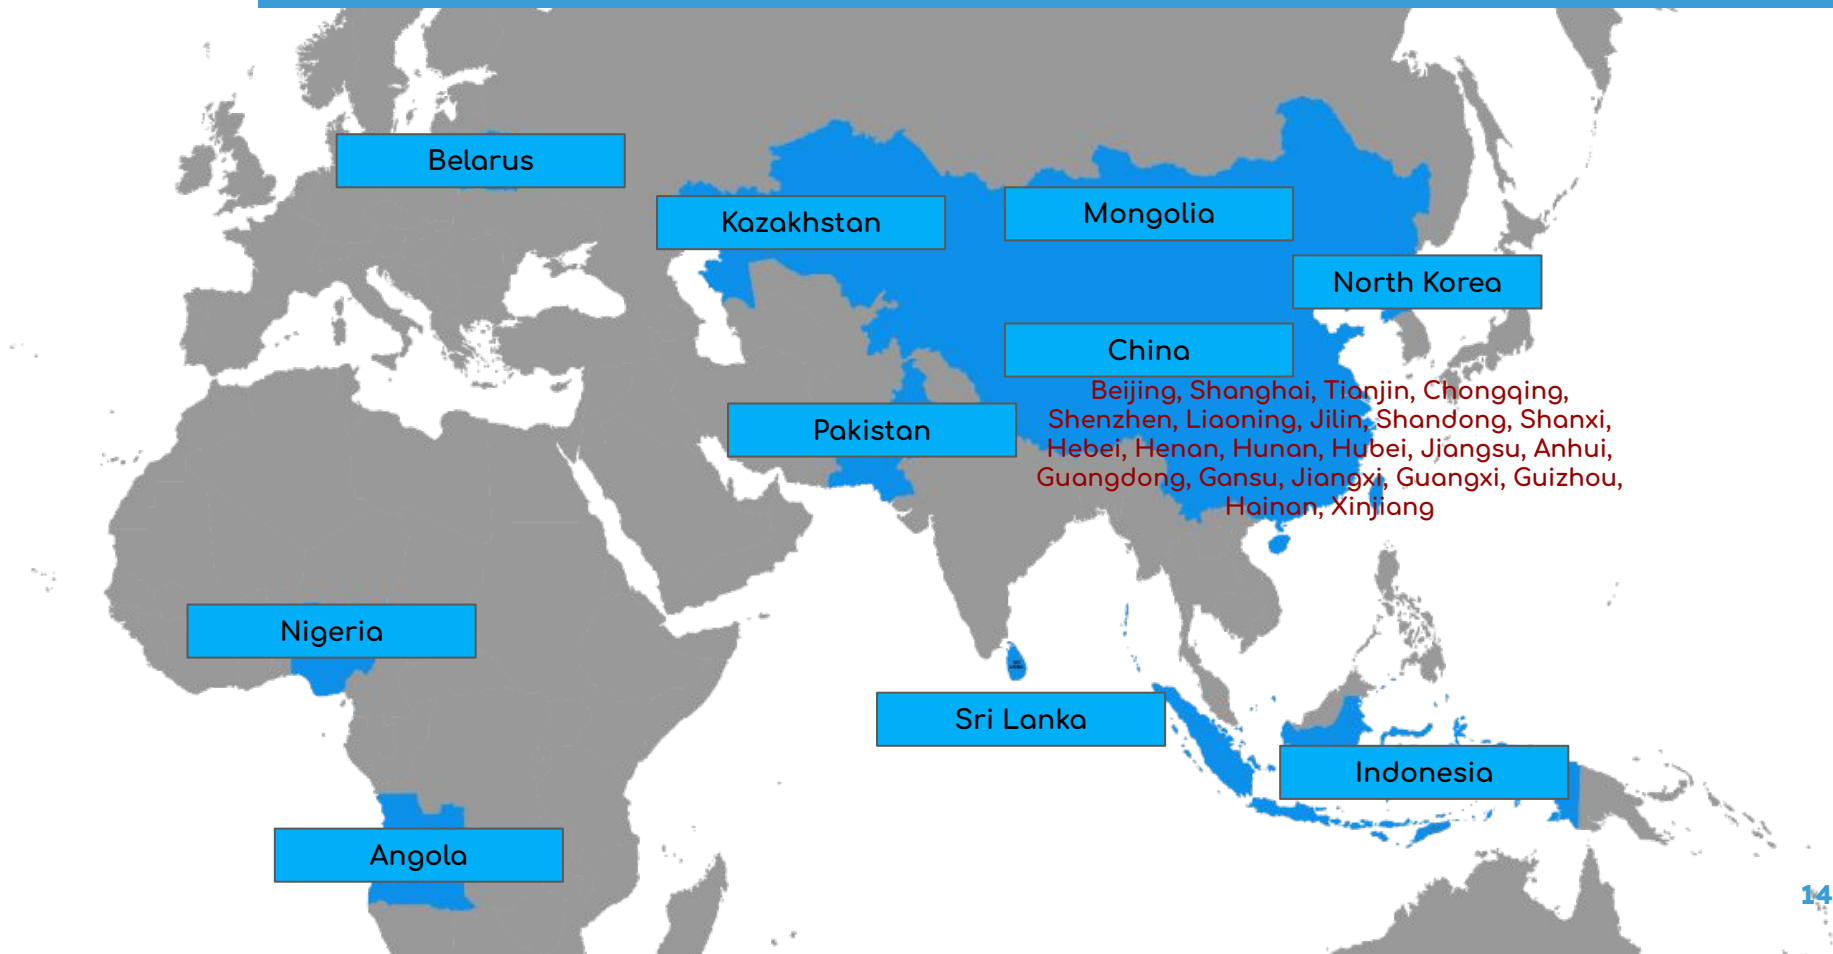 Belarus
Kazakhstan
Mongolia
North Korea
China
Beijing, Shanghai, Tianjin, Chongqing,
Shenzhen, Liaoning, Jilin, Shandong, Shanxi,
Hebei, Henan, Hunan, Hubei, Jiangsu, Anhui,
Guangdong, Gansu, Jiangxi, Guangxi, Guizhou,
Hainan, Xinjiang
Pakistan
Nigeria
Sri Lanka
Indonesia
Angola
14